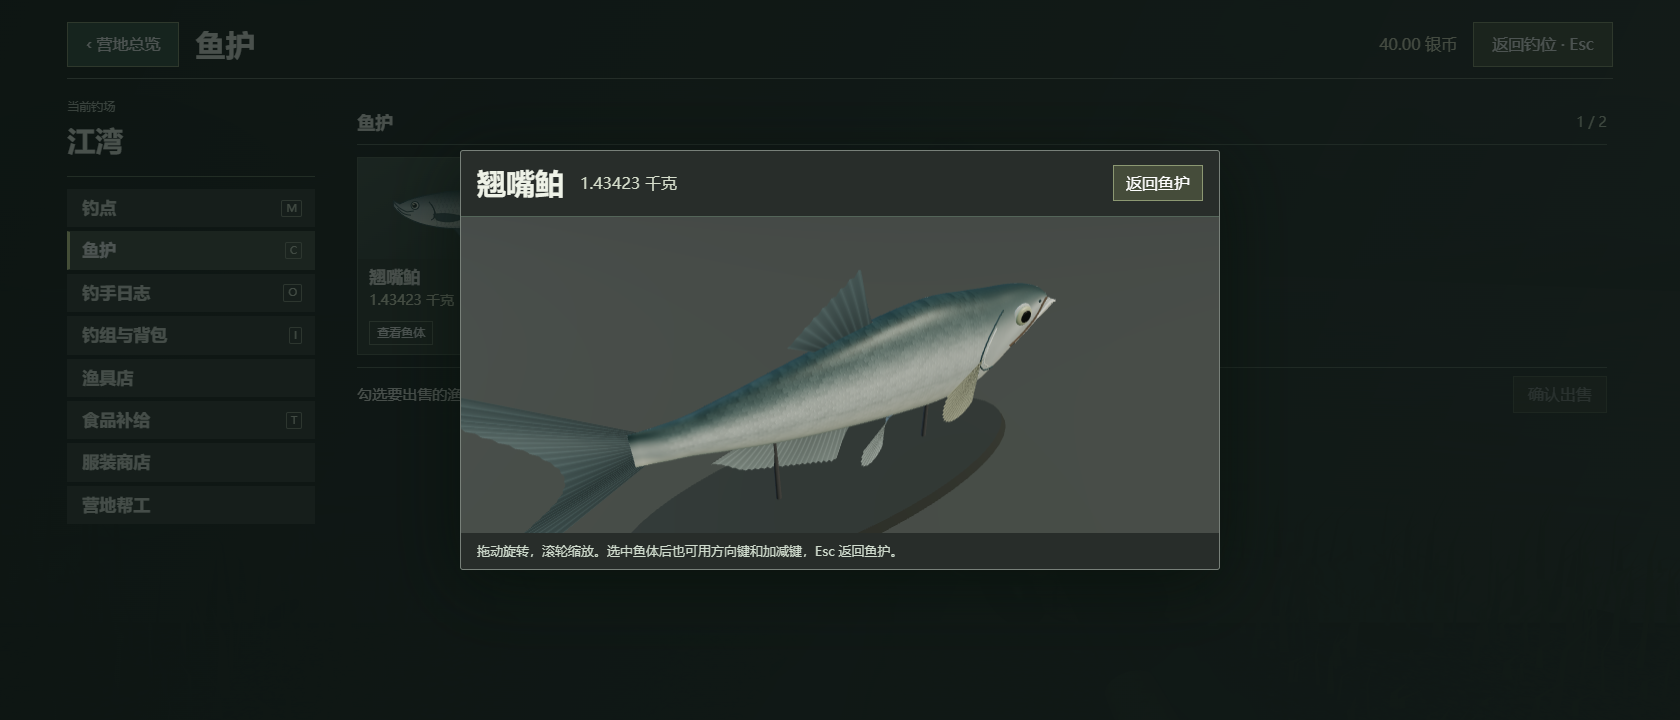 ‹ 营地总览
鱼护
40.00 银币
返回钓位 · Esc
当前钓场
江湾
钓点 M
鱼护 C
钓手日志 O
钓组与背包 I
渔具店
食品补给 T
服装商店
营地帮工
鱼护
1 / 2
翘嘴鲌
1.43423 千克
查看鱼体
勾选要出售的渔
确认出售
翘嘴鲌 1.43423 千克
返回鱼护
拖动旋转，滚轮缩放。选中鱼体后也可用方向键和加减键，Esc 返回鱼护。